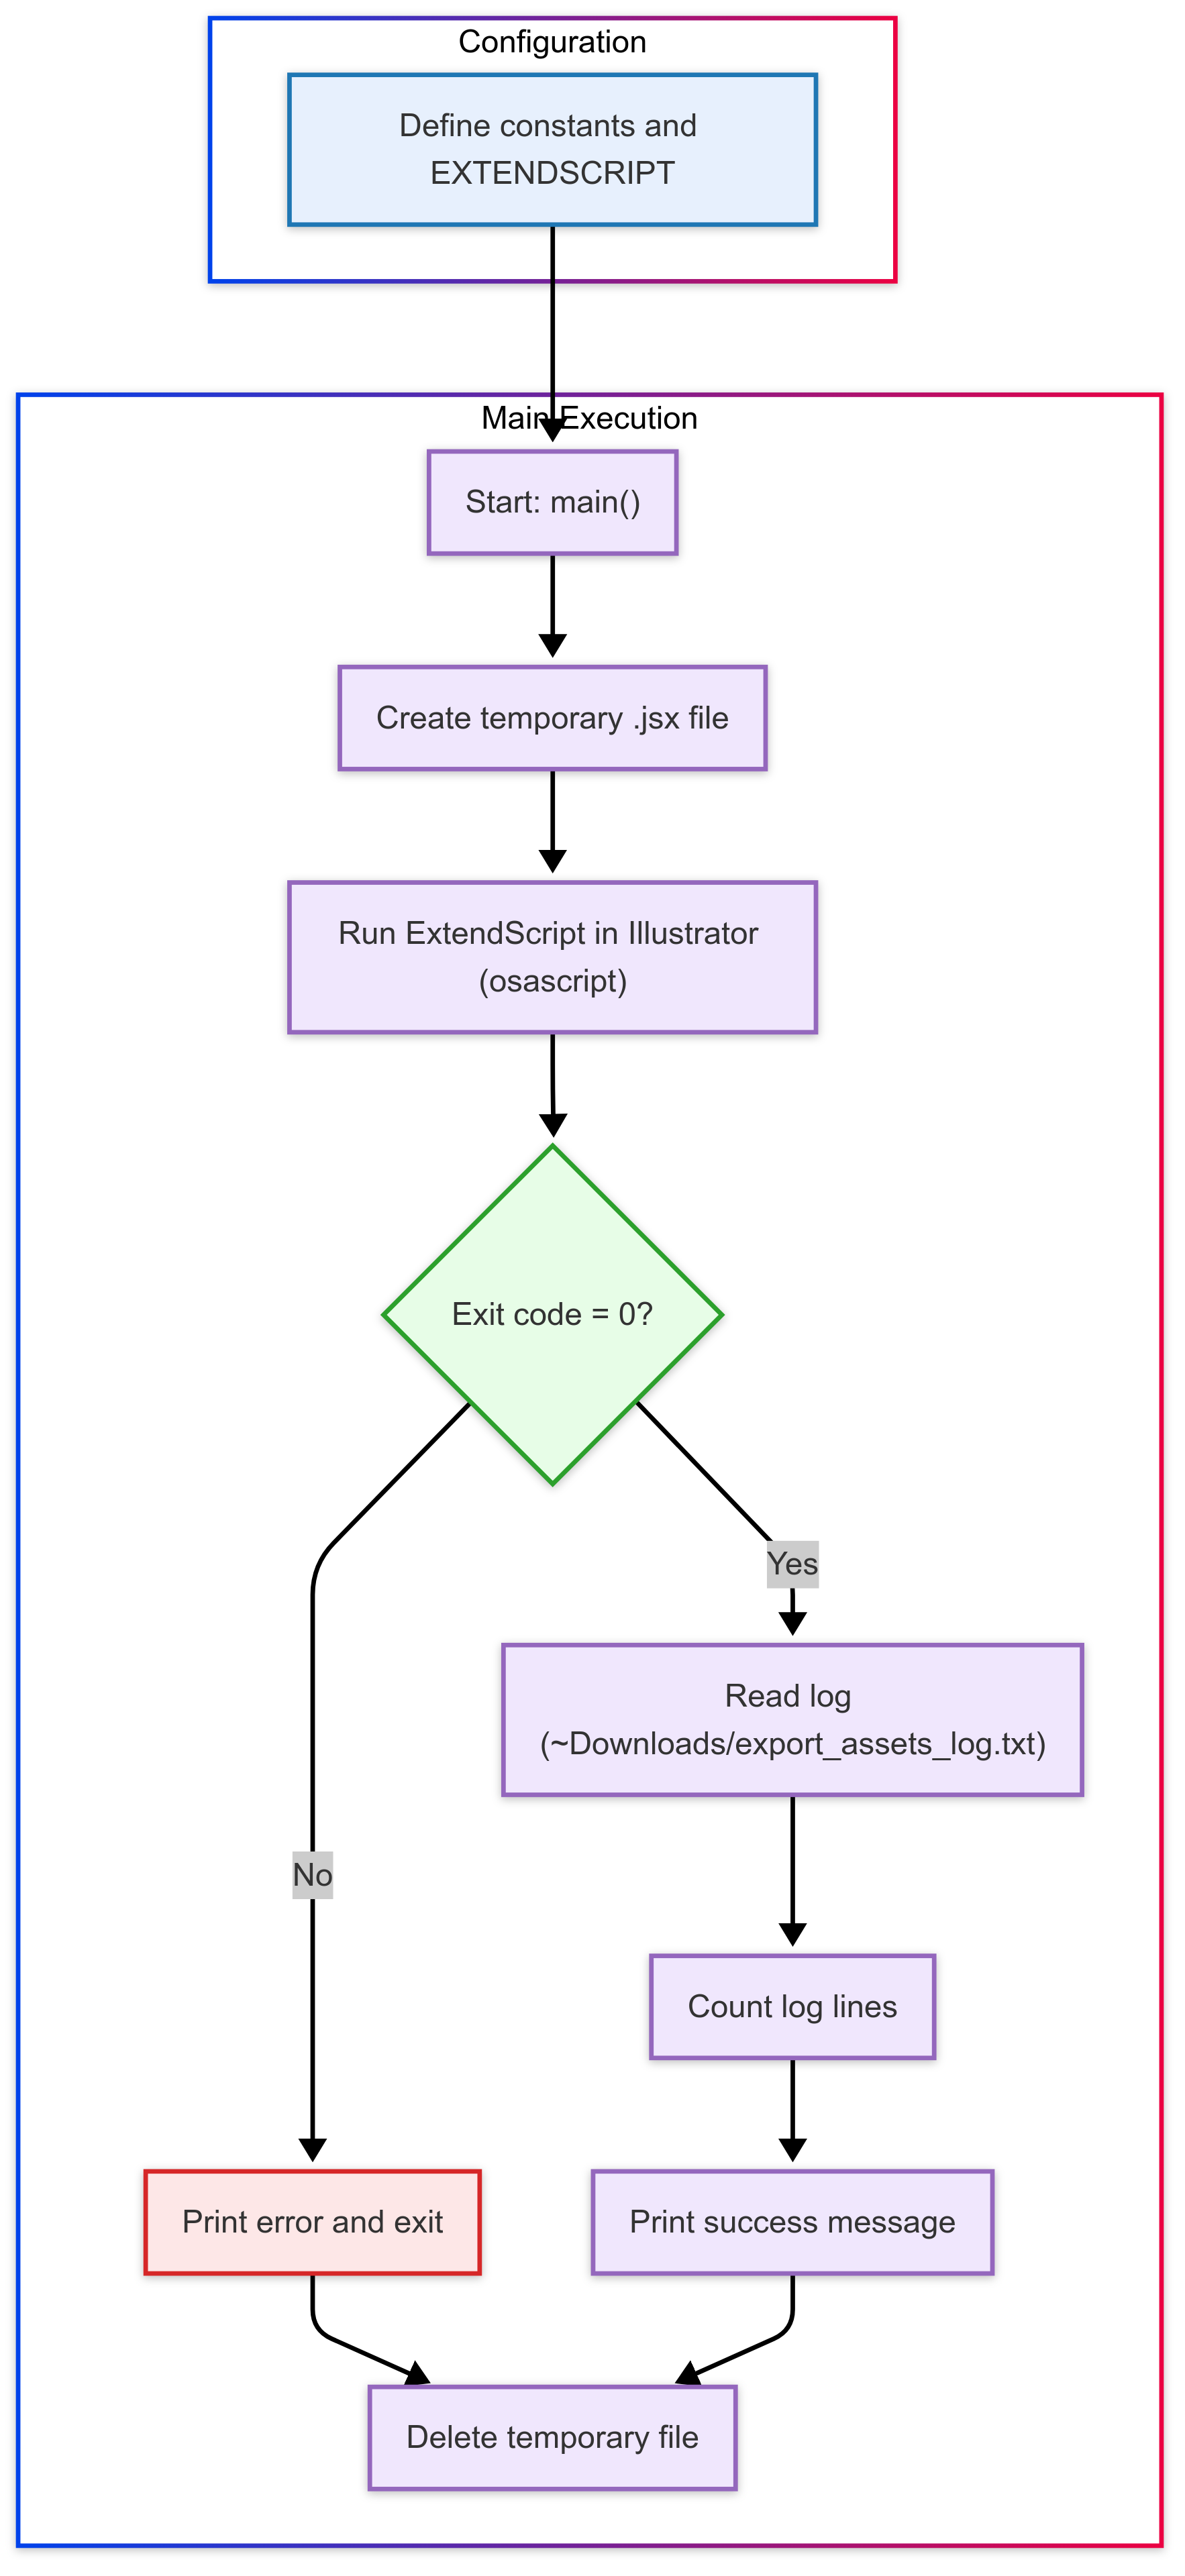 Configuration
Define constants and
EXTENDSCRIPT
Main Execution
Start: main()
Create temporary .jsx file
Run ExtendScript in Illustrator
(osascript)
Exit code = 0?
Yes
Read log
(~Downloads/export_assets_log.txt)
No
Count log lines
Print error and exit
Print success message
Delete temporary file